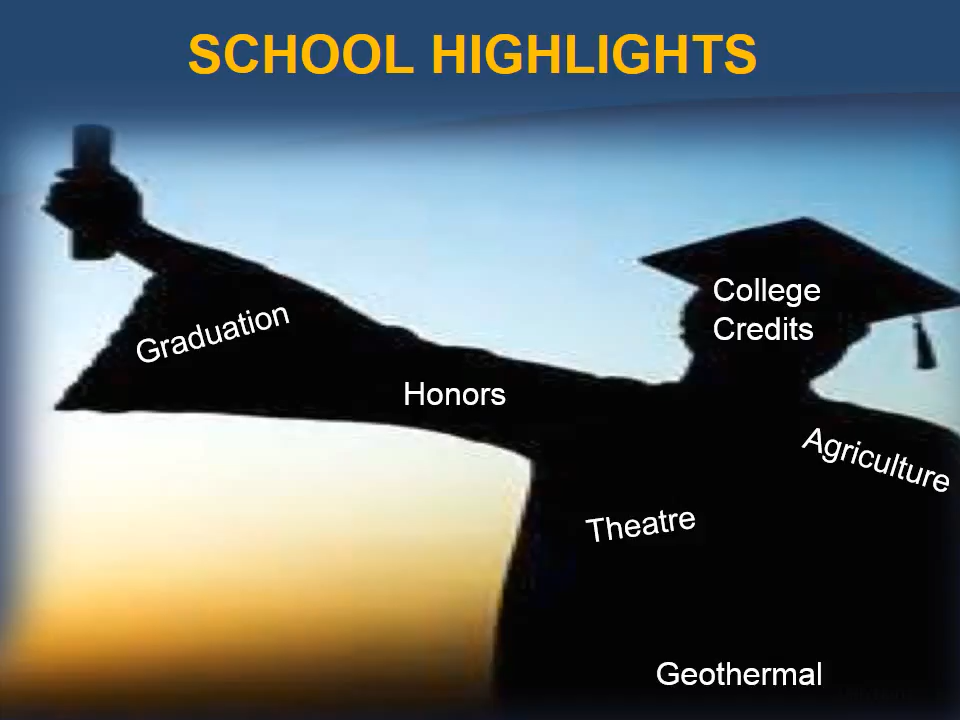 SCHOOL HIGHLIGHTS
College
Credits
Graduation
Honors
Agriculture
Theatre
Geothermal